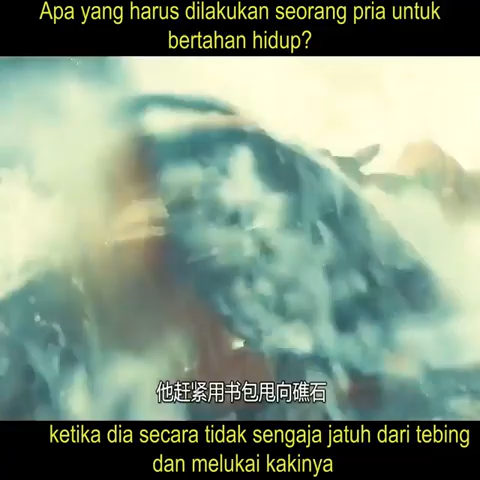 Apa yang harus dilakukan seorang pria untuk
bertahan hidup?
他赶紧用书包甩向礁石
ketika dia secara tidak sengaja jatuh dari tebing
dan melukai kakinya